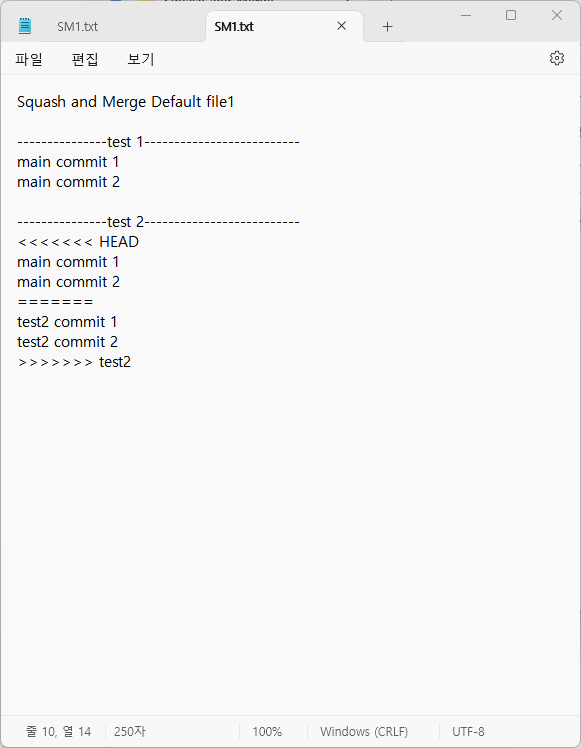 SM1.txt
SM1.txt
파일 편집 보기
Squash and Merge Default file1
---------------test 1--------------------------
main commit 1
main commit 2
---------------test 2--------------------------
<<<<<<< HEAD
main commit 1
main commit 2
=======
test2 commit 1
test2 commit 2
>>>>>>> test2
줄 10, 열 14
250자
100%
Windows (CRLF)
UTF-8